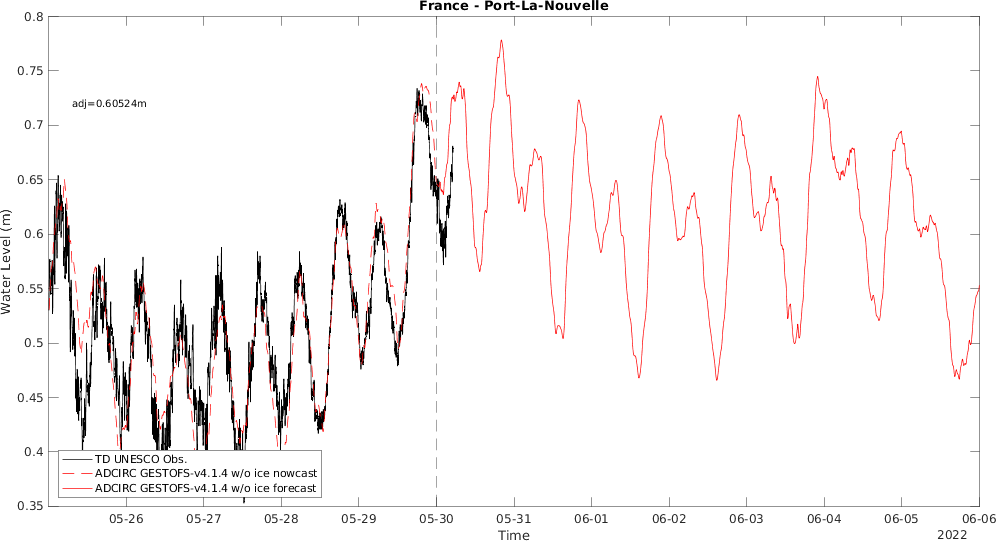 France - Port-La-Nouvelle
0.8
0.75
0.7
0.65
0.6
0.55
0.5
0.45
0.4
0.35
Water Level (m)
adj=0.60524m
TD UNESCO Obs.
ADCIRC GESTOFS-v4.1.4 w/o ice nowcast
ADCIRC GESTOFS-v4.1.4 w/o ice forecast
05-26 05-27 05-28 05-29 05-30 05-31 06-01 06-02 06-03 06-04 06-05 06-06
Time
2022